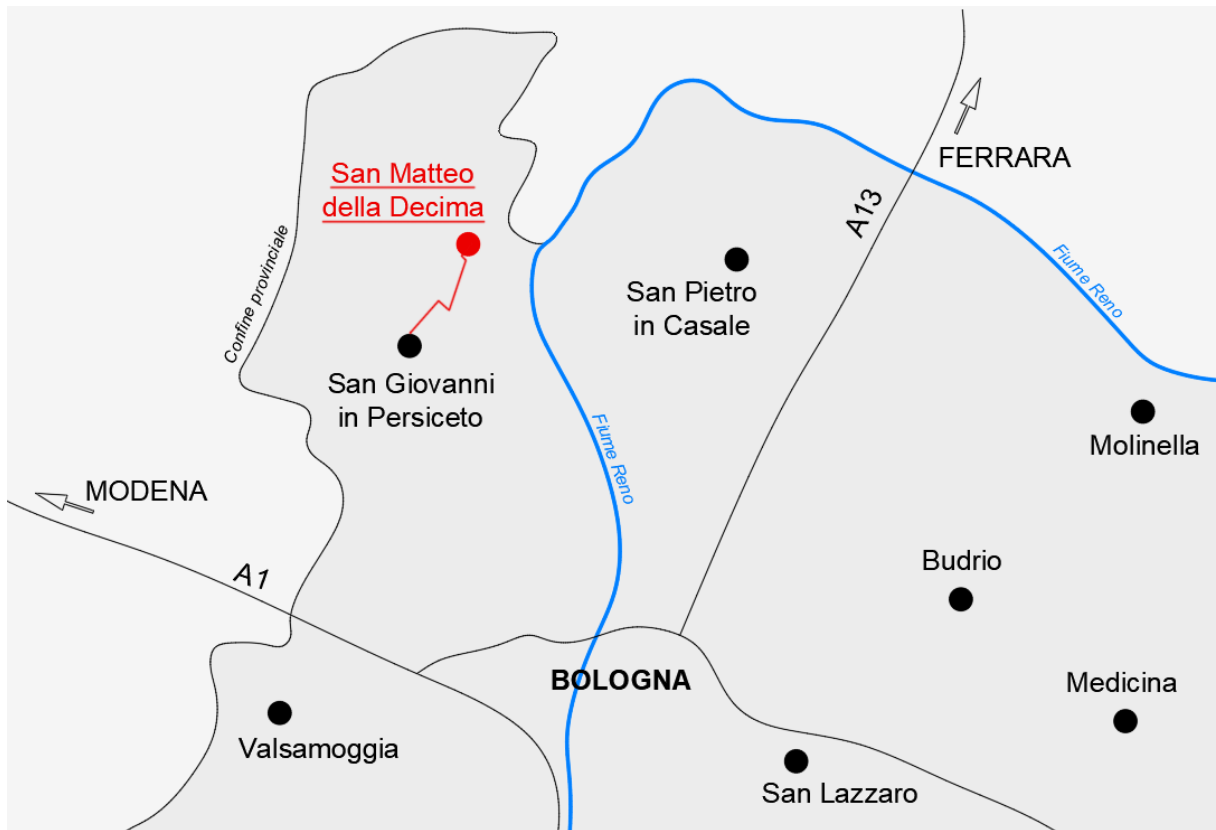 FERRARA
San Matteo
della Decima
A13
Confine provinciale
San Pietro
in Casale
Fiume Reno
San Giovanni
in Persiceto
Fiume Reno
Molinella
MODENA
A1
Budrio
BOLOGNA
Medicina
Valsamoggia
San Lazzaro